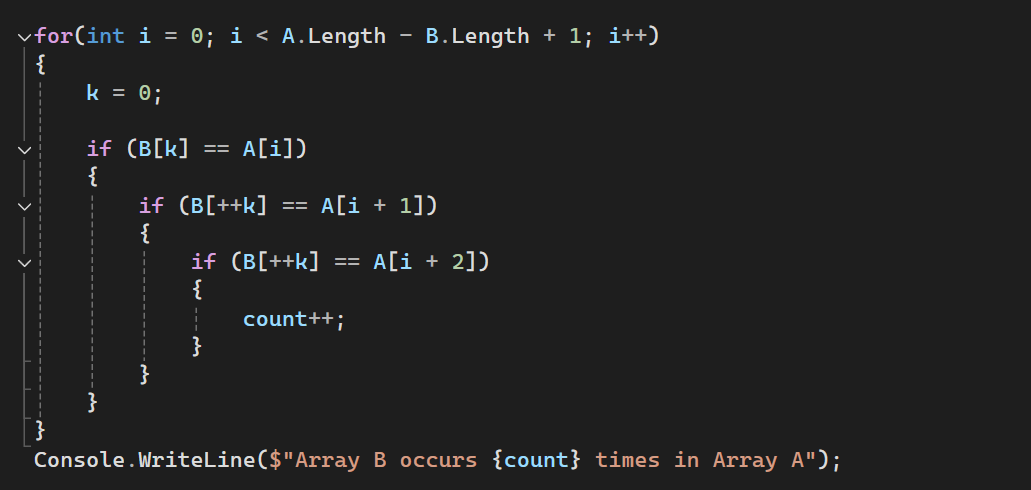 for(int i = 0; i < A.Length - B.Length + 1; i++)
{
    k = 0;

    if (B[k] == A[i])
    {
        if (B[++k] == A[i + 1])
        {
            if (B[++k] == A[i + 2])
            {
                count++;
            }
        }
    }
}
Console.WriteLine($"Array B occurs {count} times in Array A");